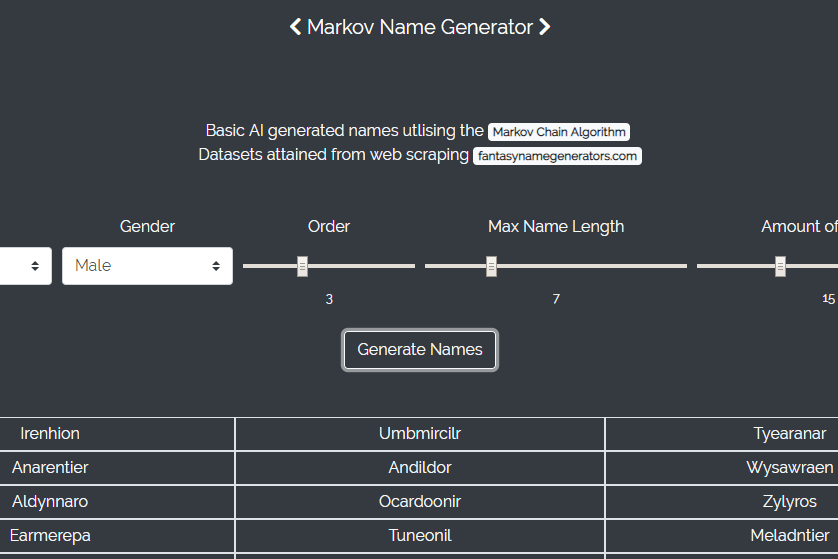 Markov Name Generator
Basic AI generated names utlising the Markov Chain Algorithm
Datasets attained from web scraping fantasynamegenerators.com
Gender Order Max Name Length Amount of
Male
3 7 15
Generate Names
Irenhion Umbmircilr Tyearanar
Anarentier Andildor Wysawraen
Aldynnaro Ocardoonir Zylyros
Earmerepa Tuneonil Meladntier